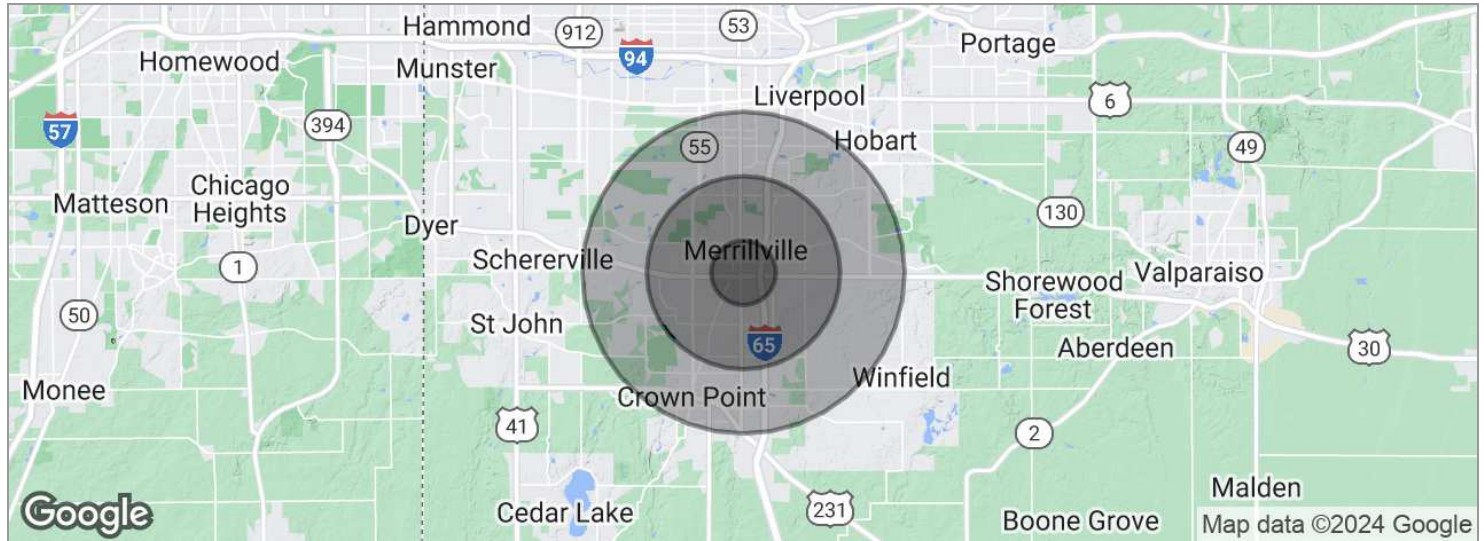 Hammond
912
53
Portage
57
Homewood
94
Munster
Liverpool
6
394
55
Hobart
49
Chicago
Heights
Matteson
130
Dyer
Merrillville
1
Schererville
Shorewood
Forest
Valparaiso
50
St John
65
Aberdeen
30
Monee
Crown Point
Winfield
41
2
Cedar Lake
231
Malden
Boone Grove
Google
Map data ©2024 Google